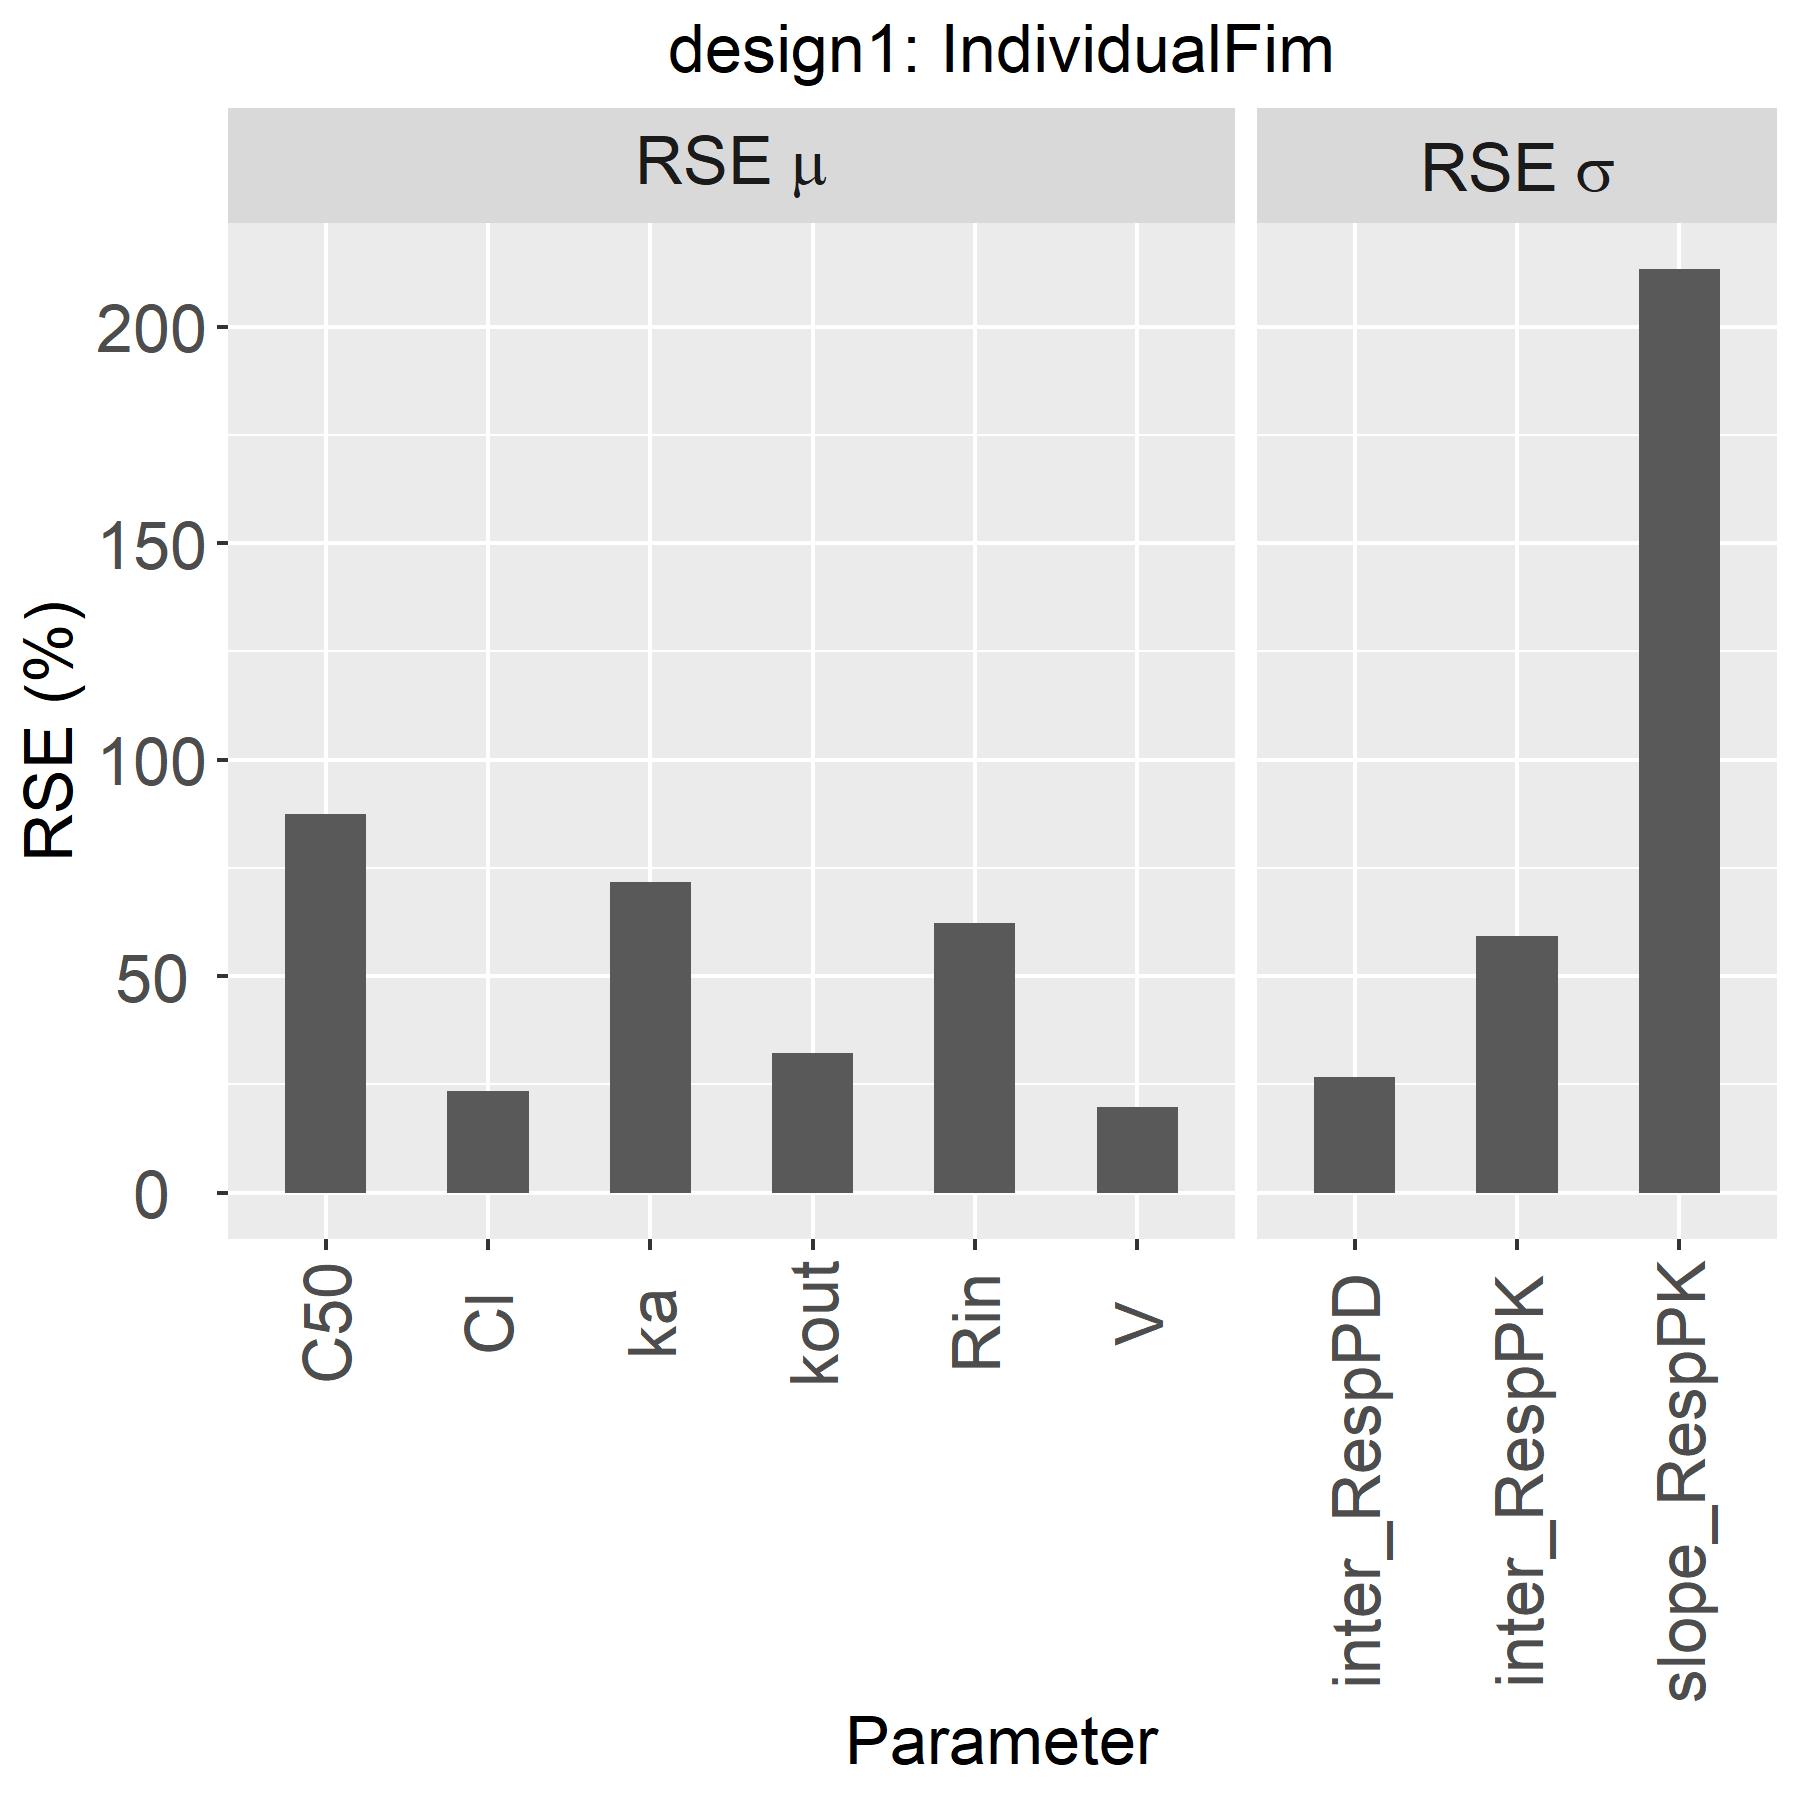 design1: IndividualFim
RSE μ
RSE σ
RSE (%)
200
150
100
50
0
C50
Cl
ka
kout
Rin
V
inter_RespPD
inter_RespPK
slope_RespPK
Parameter